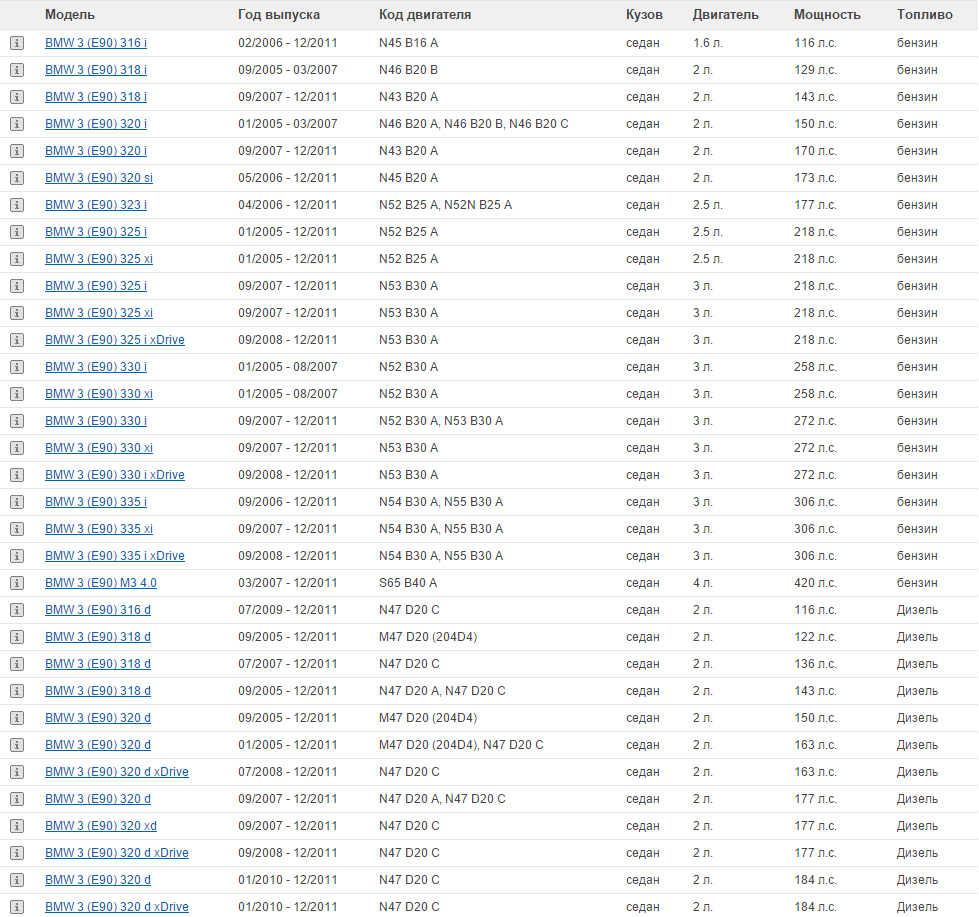 Модель Год выпуска Код двигателя Кузов Двигатель Мощность Топливо
i BMW 3 (E90) 316 i 02/2006 - 12/2011 N45 B16 A седан 1.6 л. 116 л.с. бензин
i BMW 3 (E90) 318 i 09/2005 - 03/2007 N46 B20 B седан 2 л. 129 л.с. бензин
i BMW 3 (E90) 318 i 09/2007 - 12/2011 N43 B20 A седан 2 л. 143 л.с. бензин
i BMW 3 (E90) 320 i 01/2005 - 03/2007 N46 B20 A, N46 B20 B, N46 B20 C седан 2 л. 150 л.с. бензин
i BMW 3 (E90) 320 i 09/2007 - 12/2011 N43 B20 A седан 2 л. 170 л.с. бензин
i BMW 3 (E90) 320 si 05/2006 - 12/2011 N45 B20 A седан 2 л. 173 л.с. бензин
i BMW 3 (E90) 323 i 04/2006 - 12/2011 N52 B25 A, N52N B25 A седан 2.5 л. 177 л.с. бензин
i BMW 3 (E90) 325 i 01/2005 - 12/2011 N52 B25 A седан 2.5 л. 218 л.с. бензин
i BMW 3 (E90) 325 xi 01/2005 - 12/2011 N52 B25 A седан 2.5 л. 218 л.с. бензин
i BMW 3 (E90) 325 i 09/2007 - 12/2011 N53 B30 A седан 3 л. 218 л.с. бензин
i BMW 3 (E90) 325 xi 09/2007 - 12/2011 N53 B30 A седан 3 л. 218 л.с. бензин
i BMW 3 (E90) 325 i xDrive 09/2008 - 12/2011 N53 B30 A седан 3 л. 218 л.с. бензин
i BMW 3 (E90) 330 i 01/2005 - 08/2007 N52 B30 A седан 3 л. 258 л.с. бензин
i BMW 3 (E90) 330 xi 01/2005 - 08/2007 N52 B30 A седан 3 л. 258 л.с. бензин
i BMW 3 (E90) 330 i 09/2007 - 12/2011 N52 B30 A, N53 B30 A седан 3 л. 272 л.с. бензин
i BMW 3 (E90) 330 xi 09/2007 - 12/2011 N53 B30 A седан 3 л. 272 л.с. бензин
i BMW 3 (E90) 330 i xDrive 09/2008 - 12/2011 N53 B30 A седан 3 л. 272 л.с. бензин
i BMW 3 (E90) 335 i 09/2006 - 12/2011 N54 B30 A, N55 B30 A седан 3 л. 306 л.с. бензин
i BMW 3 (E90) 335 xi 09/2007 - 12/2011 N54 B30 A, N55 B30 A седан 3 л. 306 л.с. бензин
i BMW 3 (E90) 335 i xDrive 09/2008 - 12/2011 N54 B30 A, N55 B30 A седан 3 л. 306 л.с. бензин
i BMW 3 (E90) M3 4.0 03/2007 - 12/2011 S65 B40 A седан 4 л. 420 л.с. бензин
i BMW 3 (E90) 316 d 07/2009 - 12/2011 N47 D20 C седан 2 л. 116 л.с. Дизель
i BMW 3 (E90) 318 d 09/2005 - 12/2011 M47 D20 (204D4) седан 2 л. 122 л.с. Дизель
i BMW 3 (E90) 318 d 07/2007 - 12/2011 N47 D20 C седан 2 л. 136 л.с. Дизель
i BMW 3 (E90) 318 d 09/2005 - 12/2011 N47 D20 A, N47 D20 C седан 2 л. 143 л.с. Дизель
i BMW 3 (E90) 320 d 09/2005 - 12/2011 M47 D20 (204D4) седан 2 л. 150 л.с. Дизель
i BMW 3 (E90) 320 d 01/2005 - 12/2011 M47 D20 (204D4), N47 D20 C седан 2 л. 163 л.с. Дизель
i BMW 3 (E90) 320 d xDrive 07/2008 - 12/2011 N47 D20 C седан 2 л. 163 л.с. Дизель
i BMW 3 (E90) 320 d 09/2007 - 12/2011 N47 D20 A, N47 D20 C седан 2 л. 177 л.с. Дизель
i BMW 3 (E90) 320 xd 09/2007 - 12/2011 N47 D20 C седан 2 л. 177 л.с. Дизель
i BMW 3 (E90) 320 d xDrive 09/2008 - 12/2011 N47 D20 C седан 2 л. 177 л.с. Дизель
i BMW 3 (E90) 320 d 01/2010 - 12/2011 N47 D20 C седан 2 л. 184 л.с. Дизель
i BMW 3 (E90) 320 d xDrive 01/2010 - 12/2011 N47 D20 C седан 2 л. 184 л.с. Дизель